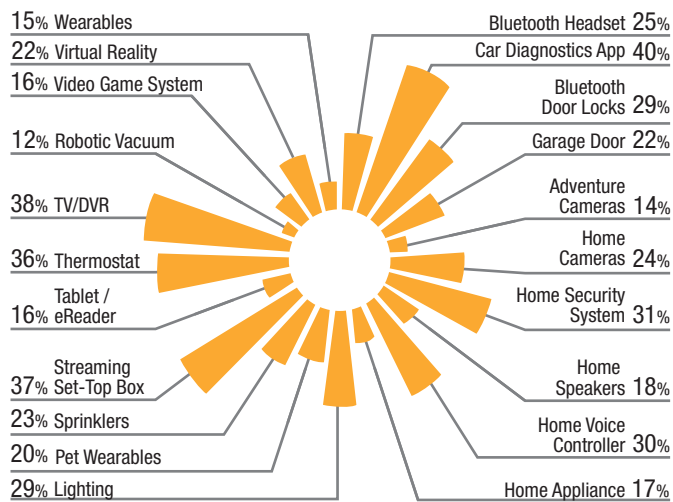 15% Wearables
22% Virtual Reality
16% Video Game System
12% Robotic Vacuum
38% TV/DVR
36% Thermostat
Tablet /
16% eReader
Streaming
37% Set-Top Box
23% Sprinklers
20% Pet Wearables
29% Lighting
Bluetooth Headset 25%
Car Diagnostics App 40%
Bluetooth
Door Locks 29%
Garage Door 22%
Adventure
Cameras 14%
Home
Cameras 24%
Home Security
System 31%
Home
Speakers 18%
Home Voice
Controller 30%
Home Appliance 17%